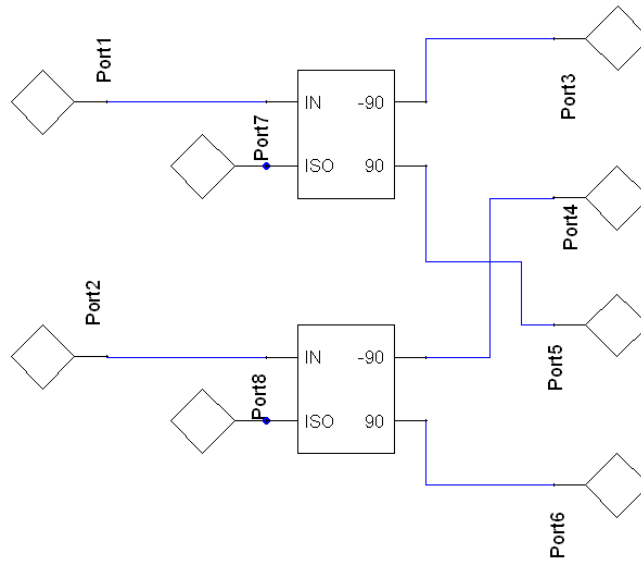 Port1
Port3
IN
-90
Port7
ISO
90
Port4
Port2
IN
-90
Port5
Port8
ISO
90
Port6